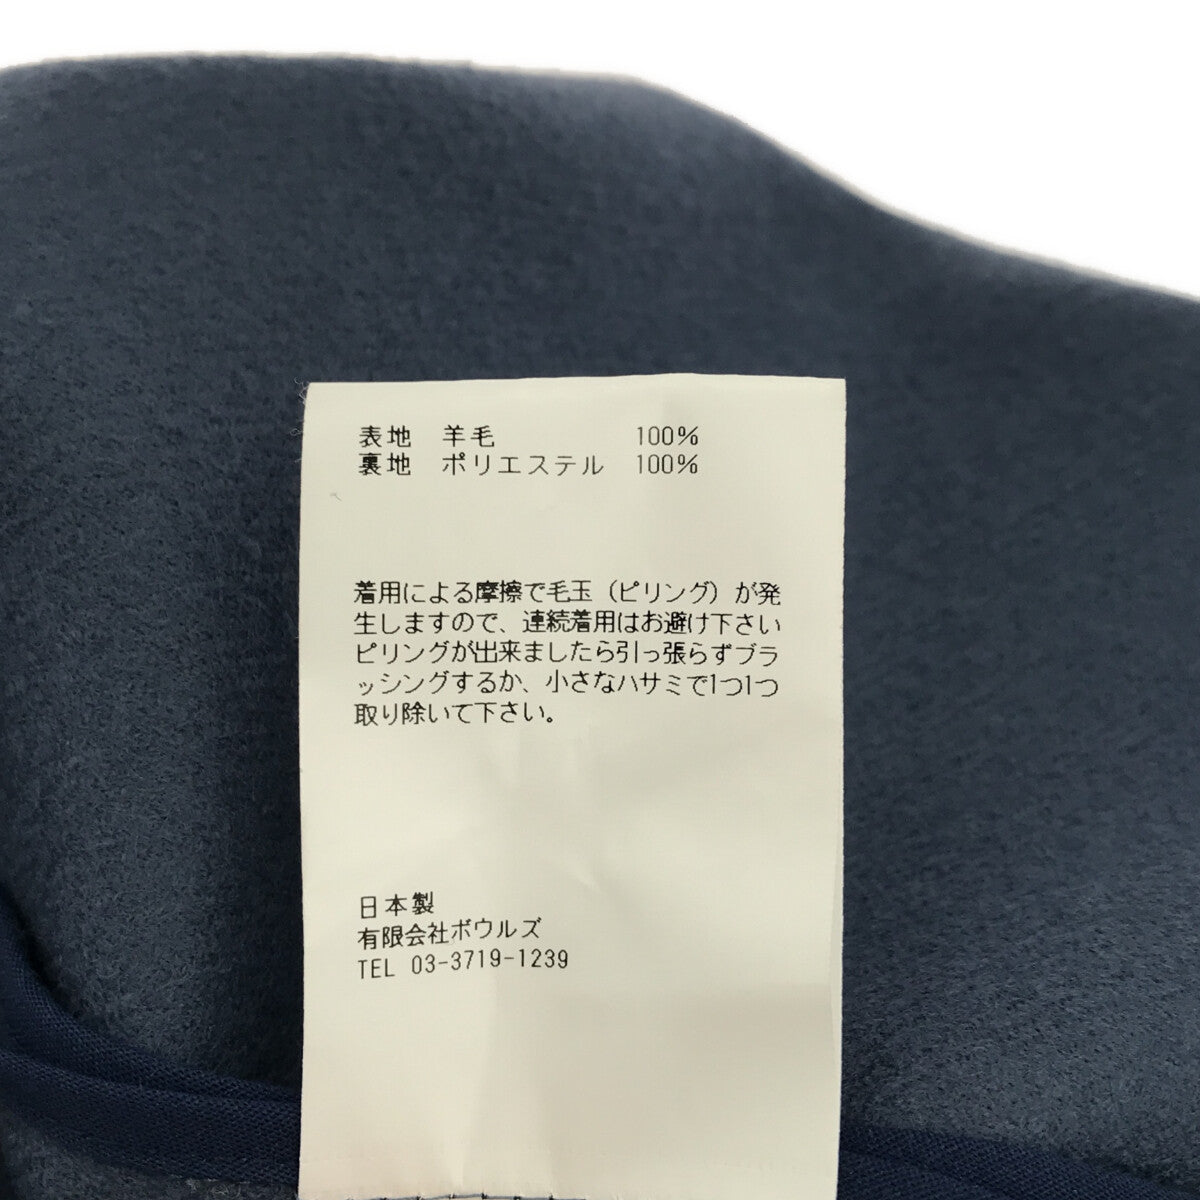 表地 羊毛 100%
裏地 ポリエステル 100%
着用による摩擦で毛玉（ピリング）が発
生しますので、連続着用はお避け下さい
ピリングが出来ましたら引っ張らずブラ
ッシングするか、小さなハサミで1つ1つ
取り除いて下さい。
日本製
有限会社ボウルズ
TEL 03-3719-1239